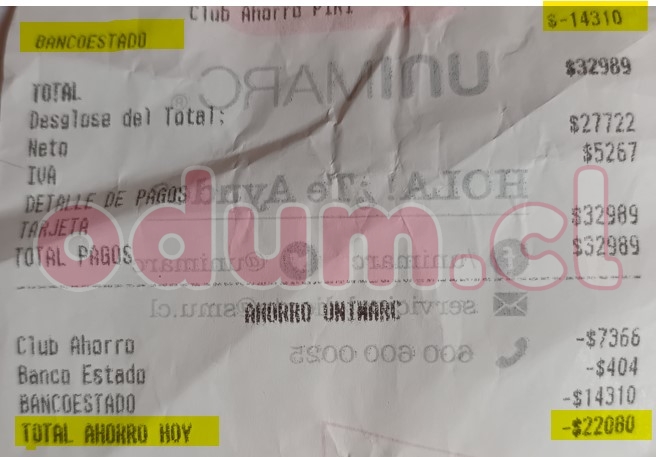 Club Ahorro
BANCOESTADO $-14310
TOTAL $32989
Desglose del Total:
Neto $27722
IVA $5267
DETALLE DE PAGOS
TARJETA $32989
TOTAL PAGOS $32989
AHORRO UNIMARC
Club Ahorro -$7366
Banco Estado -$404
BANCOESTADO -$14310
TOTAL AHORRO HOY -$22080
odum.cl
UNIMARC
¡HOLA! ¿Te
@unimarc
/unimarc
600 600 0025